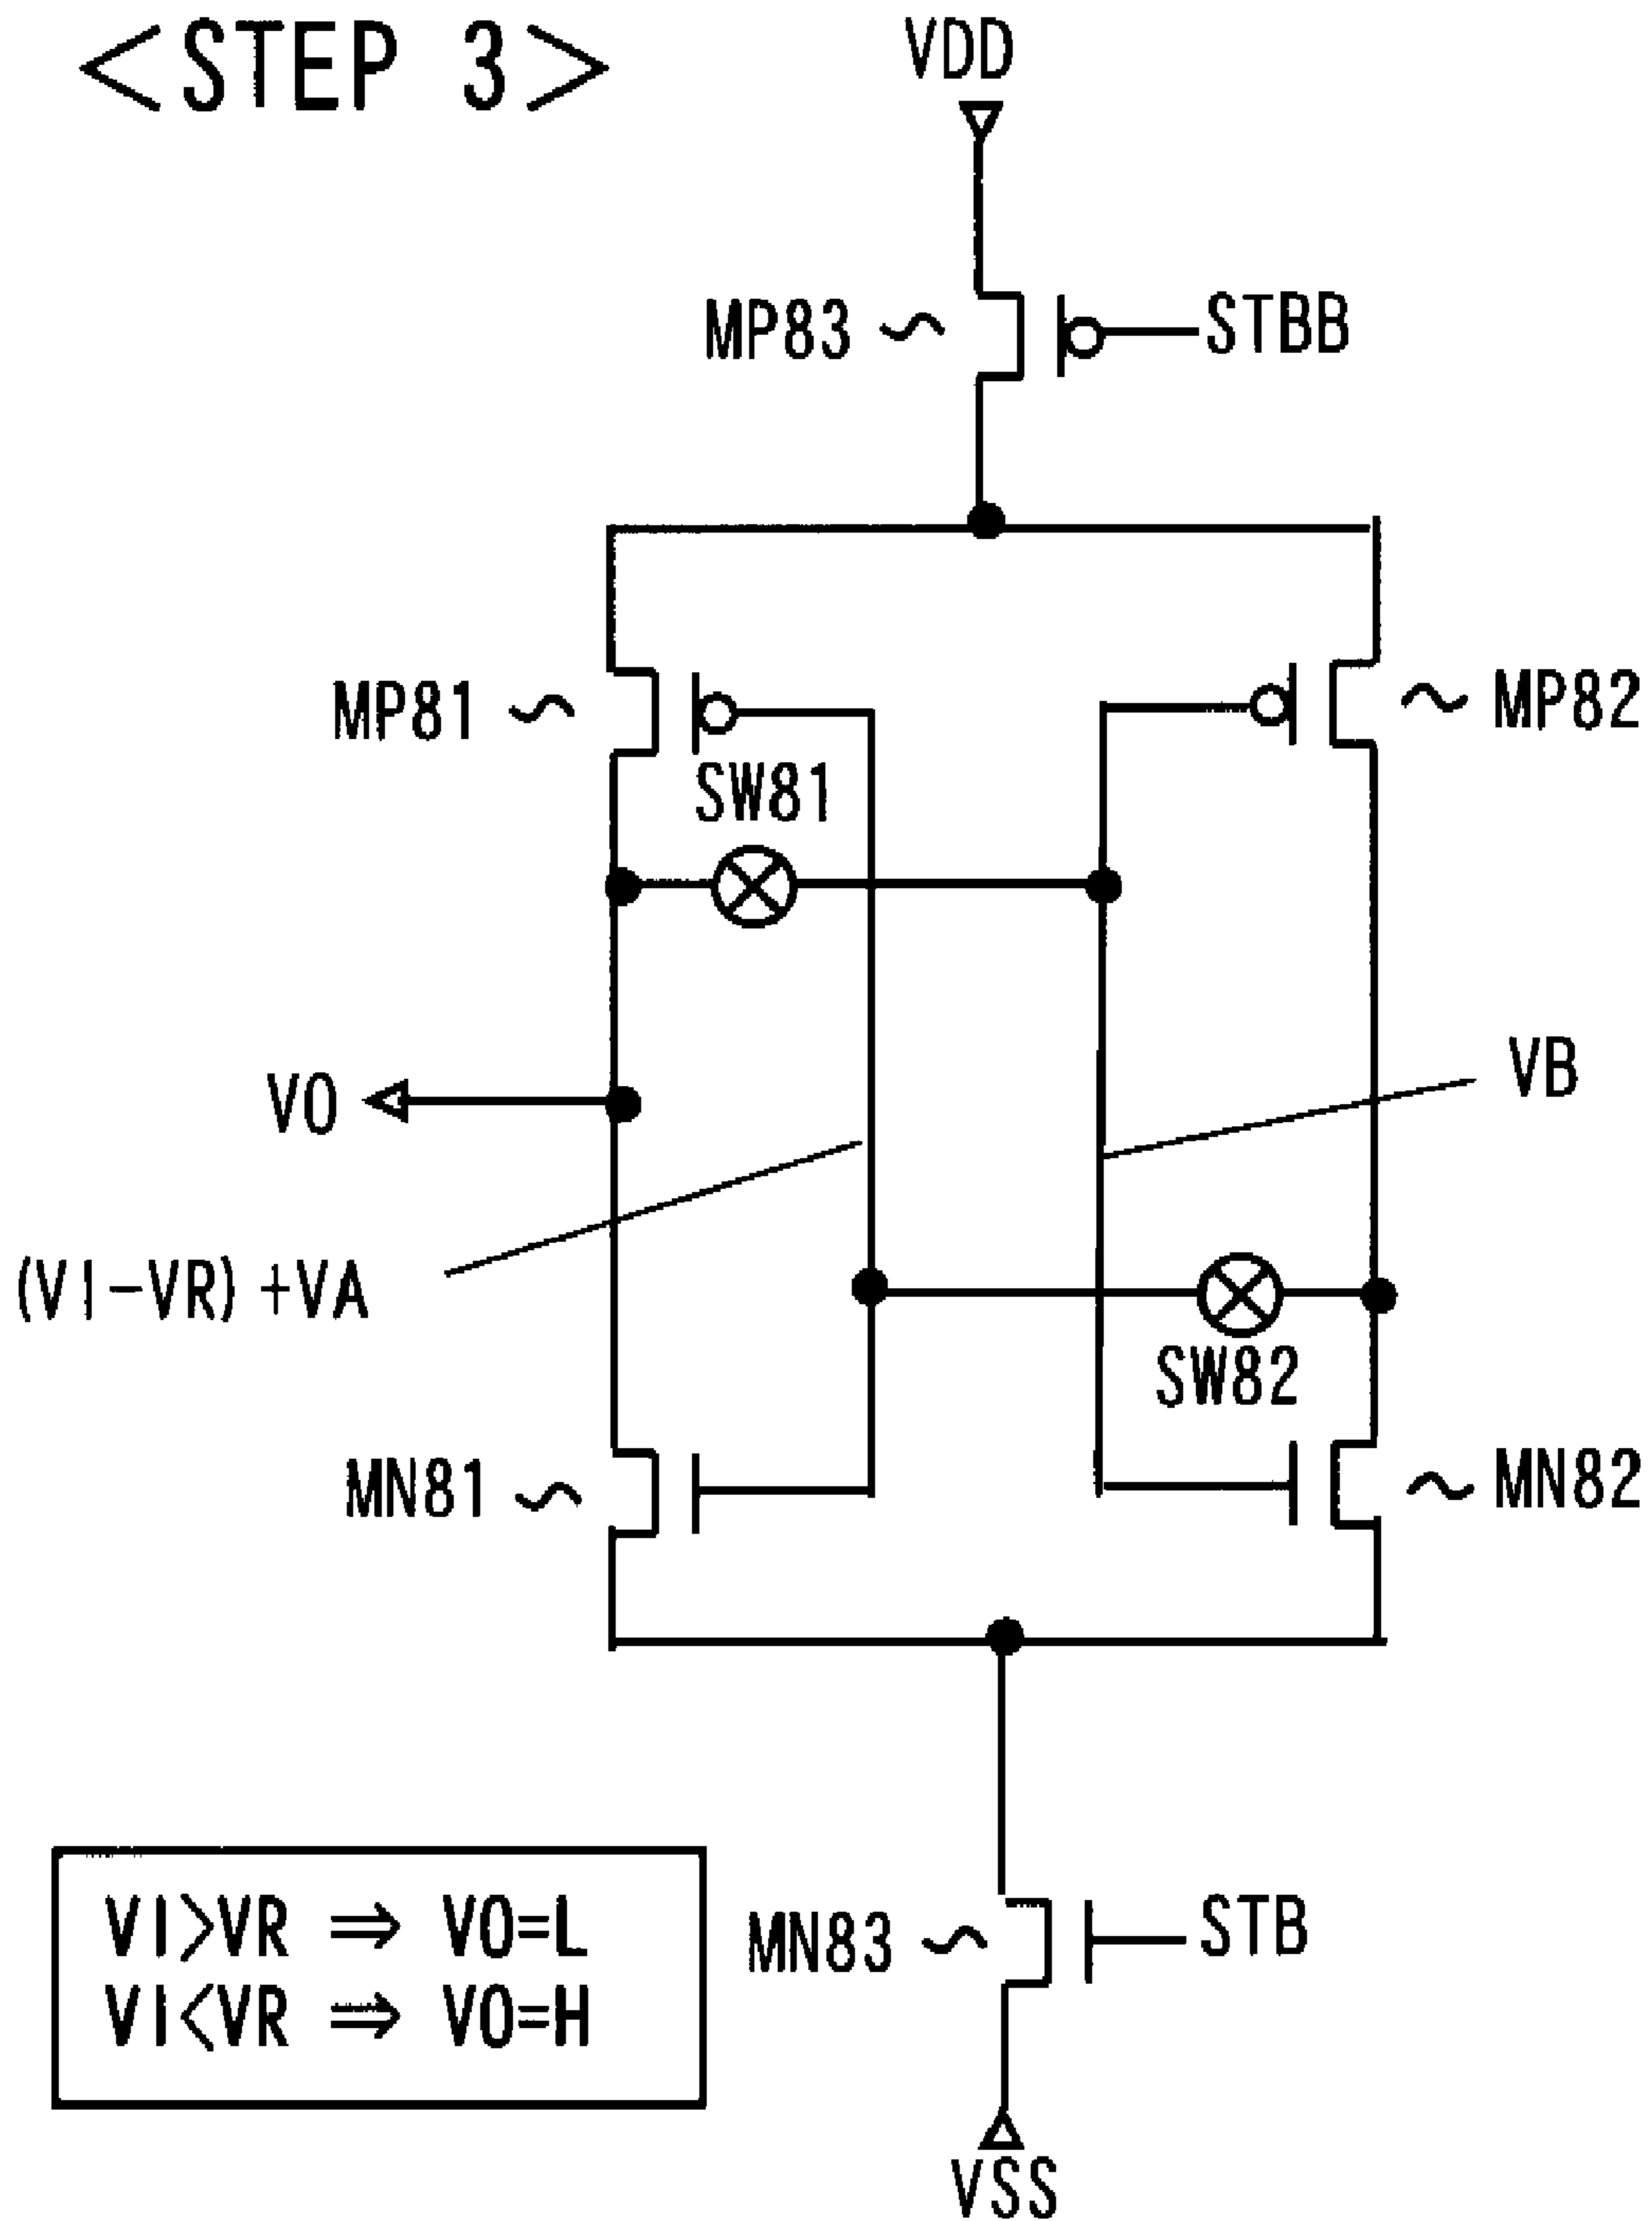 <STEP 3>
VDD
MP83
STBB
MP81
MP82
SW81
VB
VO
(VI-VR)+VA
SW82
MN81
MN82
VI>VR ⇒ VO=L
VI<VR ⇒ VO=H
MN83
STB
VSS